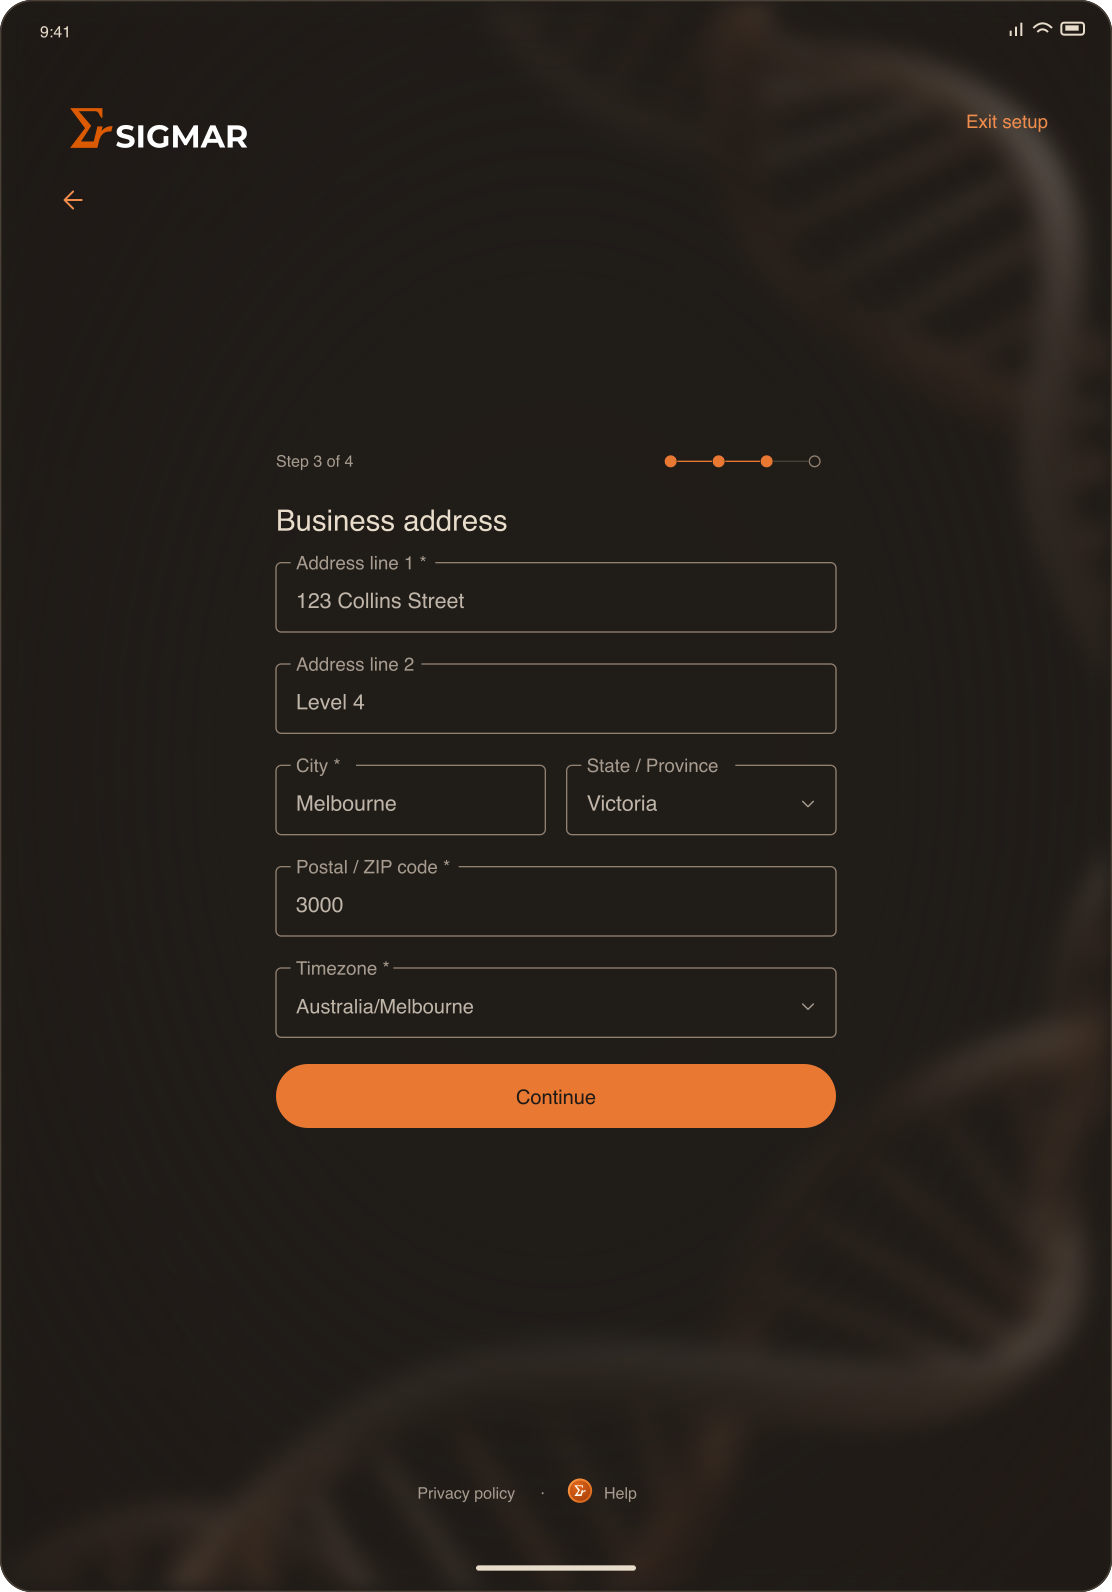 9:41
Σr SIGMAR
Exit setup
Step 3 of 4
Business address
Address line 1 *
123 Collins Street
Address line 2
Level 4
City *
Melbourne
State / Province
Victoria
Postal / ZIP code *
3000
Timezone *
Australia/Melbourne
Continue
Privacy policy · Σr Help